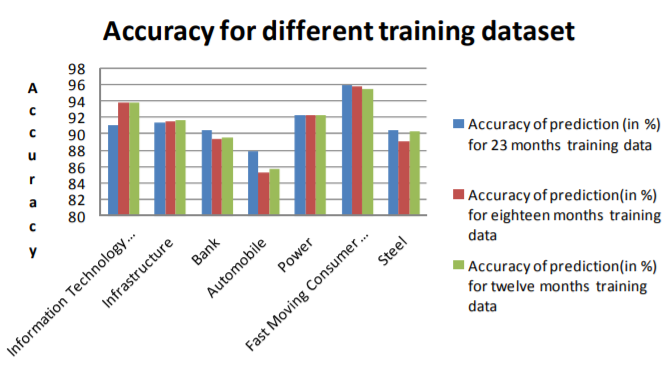 Accuracy for different training dataset
Accuracy
98
96
94
92
90
88
86
84
82
80
Information Technology...
Infrastructure
Bank
Automobile
Power
Fast Moving Consumer...
Steel
Accuracy of prediction (in %)
for 23 months training data
Accuracy of prediction(in %)
for eighteen months training
data
Accuracy of prediction(in %)
for twelve months training
data